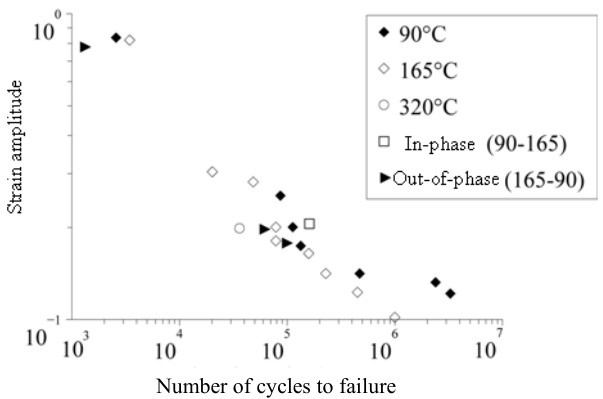 10 0
90°C
165°C
320°C
In-phase (90-165)
Out-of-phase (165-90)
Strain amplitude
10 −1
10 3
10 4
10 5
10 6
10 7
Number of cycles to failure